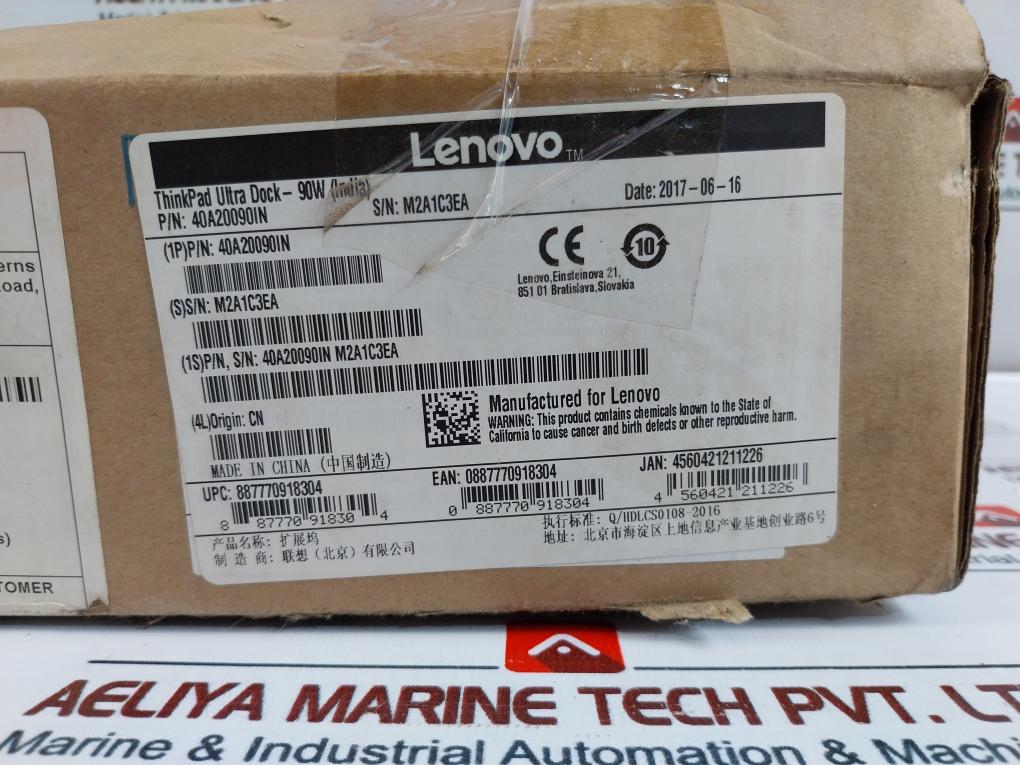 Lenovo™
ThinkPad Ultra Dock- 90W (India)
P/N: 40A20090IN
S/N: M2A1C3EA
Date: 2017-06-16
(1P)P/N: 40A20090IN
Lenovo,Einsteinova 21,
851 01 Bratislava,Slovakia
10
(S)S/N: M2A1C3EA
(1S)P/N, S/N: 40A20090IN M2A1C3EA
(4L)Origin: CN
Manufactured for Lenovo
WARNING: This product contains chemicals known to the State of
California to cause cancer and birth defects or other reproductive harm.
MADE IN CHINA (中国制造)
UPC: 887770918304
8 87770 91830 4
EAN: 0887770918304
0 887770 918304
JAN: 4560421211226
4 560421 211226
产品名称: 扩展坞
制 造 商: 联想 (北京) 有限公司
执行标准: Q/HDLCS0108-2016
地址: 北京市海淀区上地信息产业基地创业路6号
erns
oad,
s)
TOMER
AELIYA MARINE TECH PVT. LT
Marine & Industrial Automation & Machi